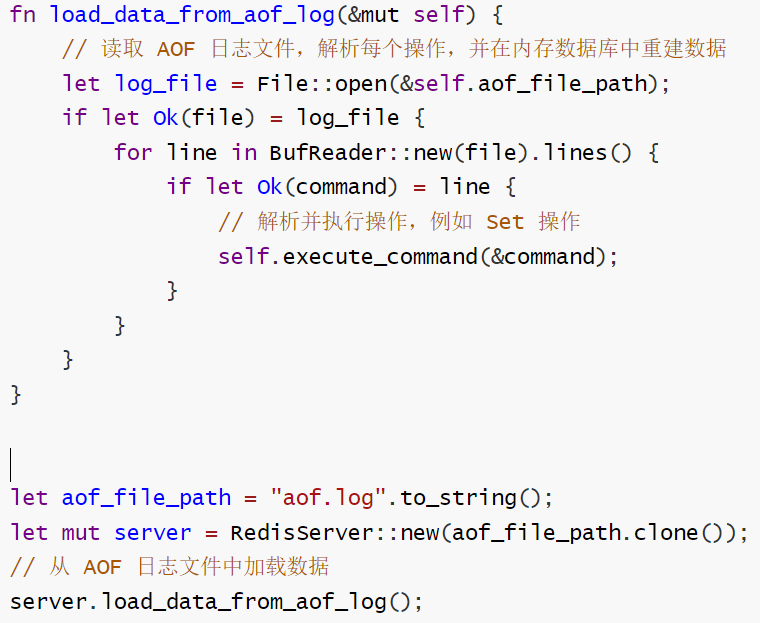 fn load_data_from_aof_log(&mut self) {
    // 读取 AOF 日志文件，解析每个操作，并在内存数据库中重建数据
    let log_file = File::open(&self.aof_file_path);
    if let Ok(file) = log_file {
        for line in BufReader::new(file).lines() {
            if let Ok(command) = line {
                // 解析并执行操作，例如 Set 操作
                self.execute_command(&command);
            }
        }
    }
}
let aof_file_path = "aof.log".to_string();
let mut server = RedisServer::new(aof_file_path.clone());
// 从 AOF 日志文件中加载数据
server.load_data_from_aof_log();